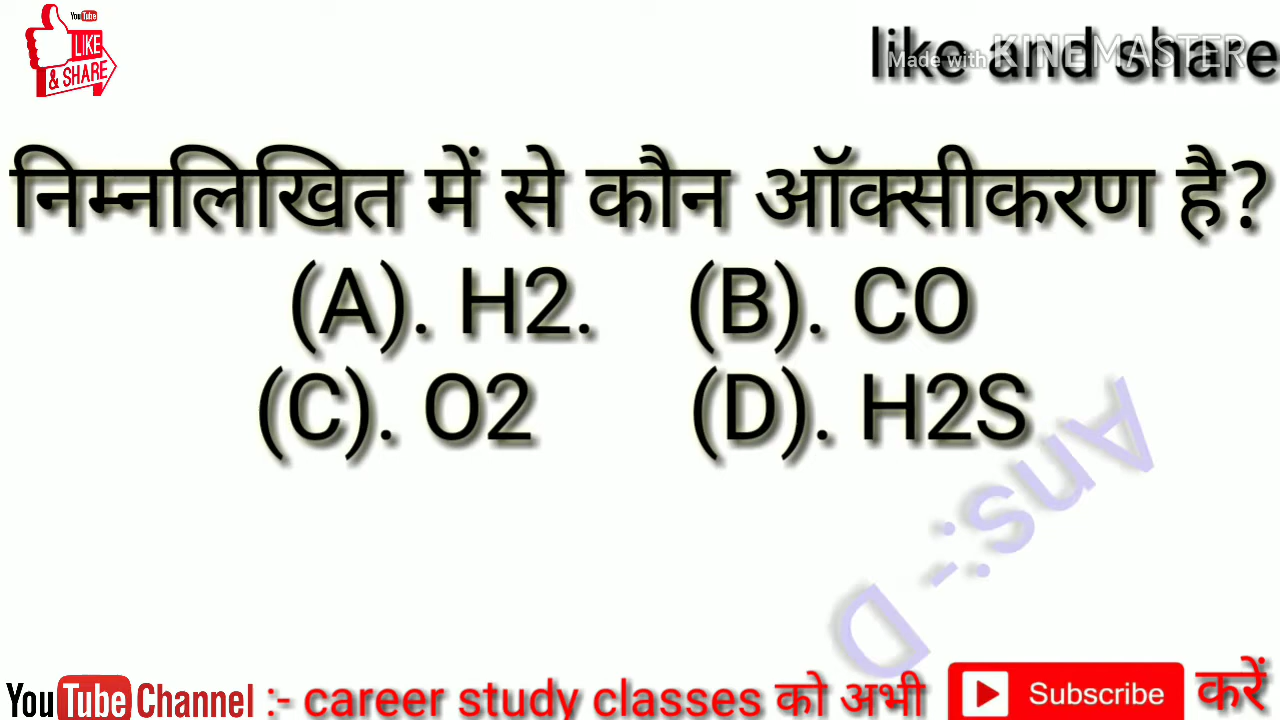 YouTube
LIKE
& SHARE
like and share
Made with KINEMASTER
निम्नलिखित में से कौन ऑक्सीकरण है?
(A). H2. (B). CO
(C). O2 (D). H2S
Ans:- D
YouTube Channel :- career study classes को अभी Subscribe करें